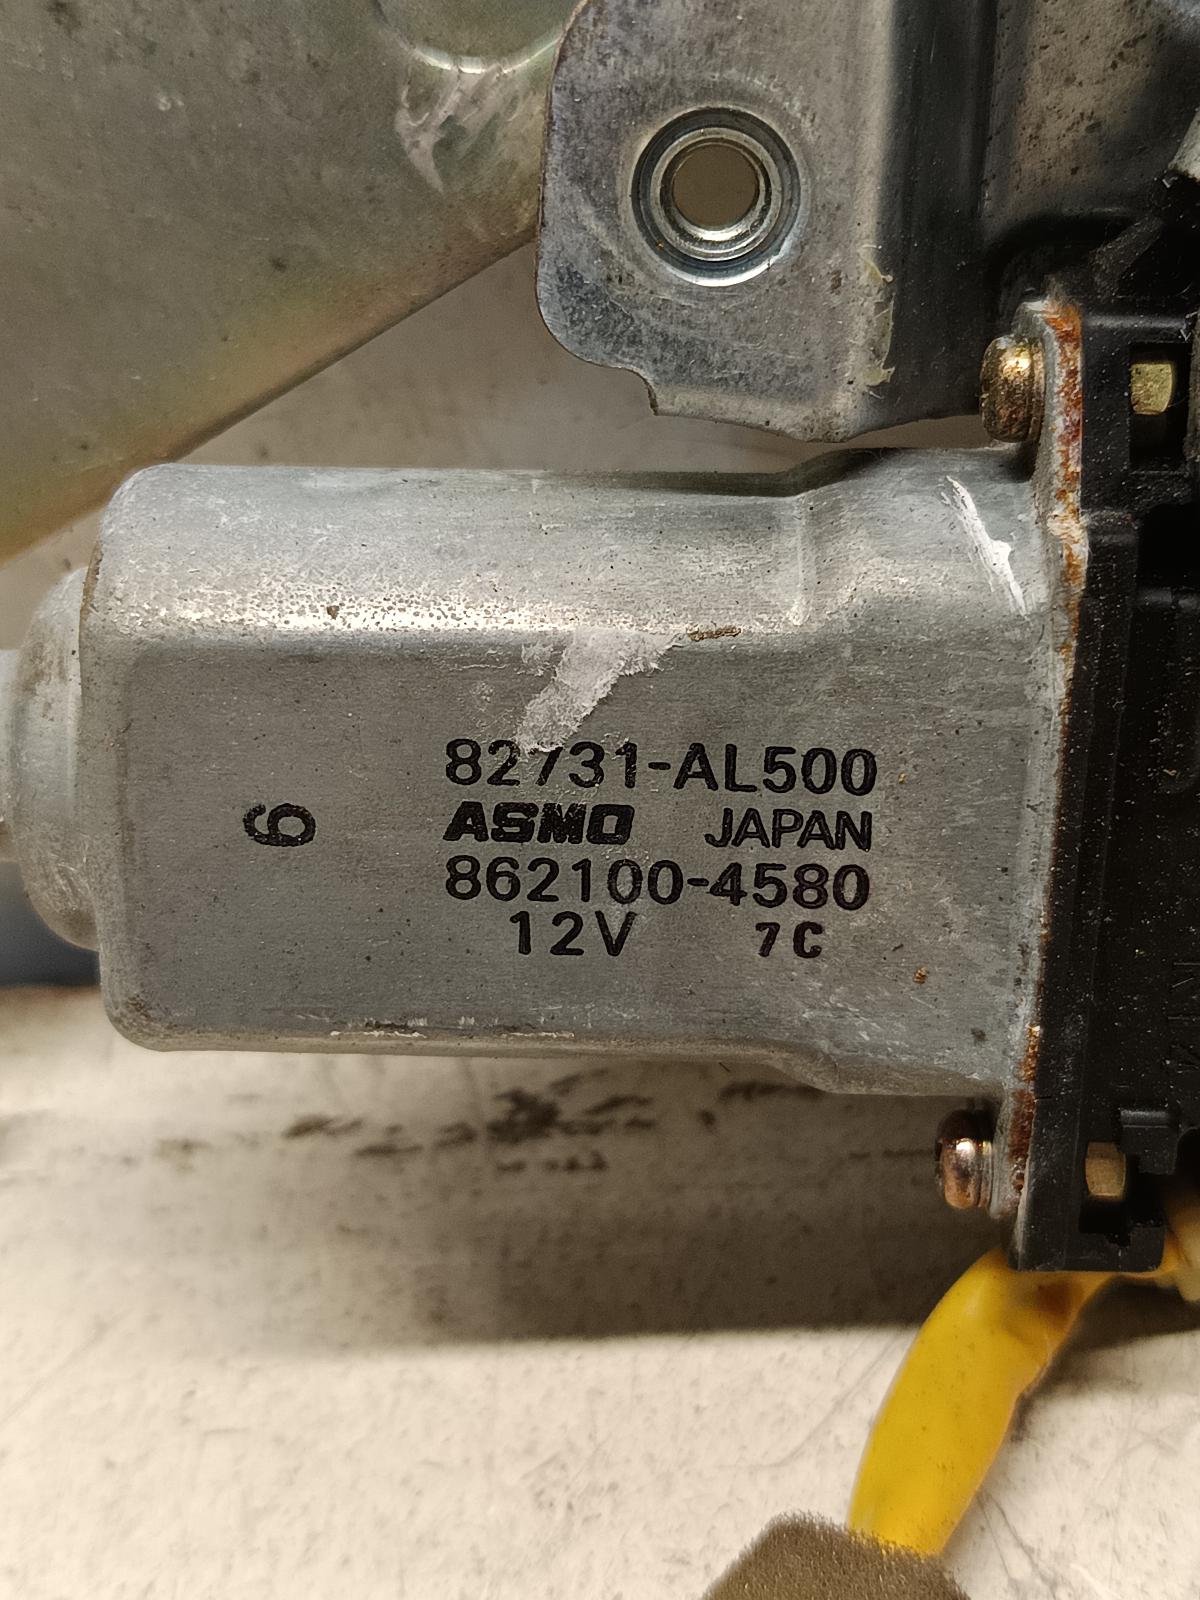 82731-AL500
ASMO JAPAN
862100-4580
12V 7C
6